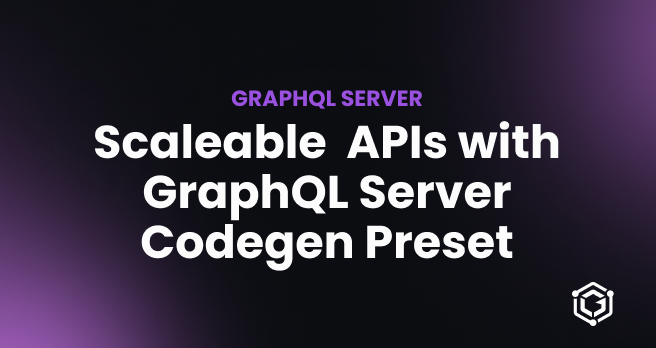 GRAPHQL SERVER
Scaleable APIs with
GraphQL Server
Codegen Preset